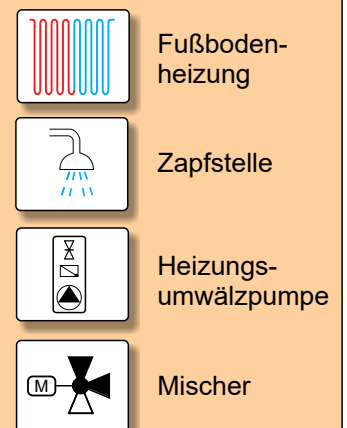 Fußboden-
heizung
Zapfstelle
Heizungs-
umwälzpumpe
M
Mischer